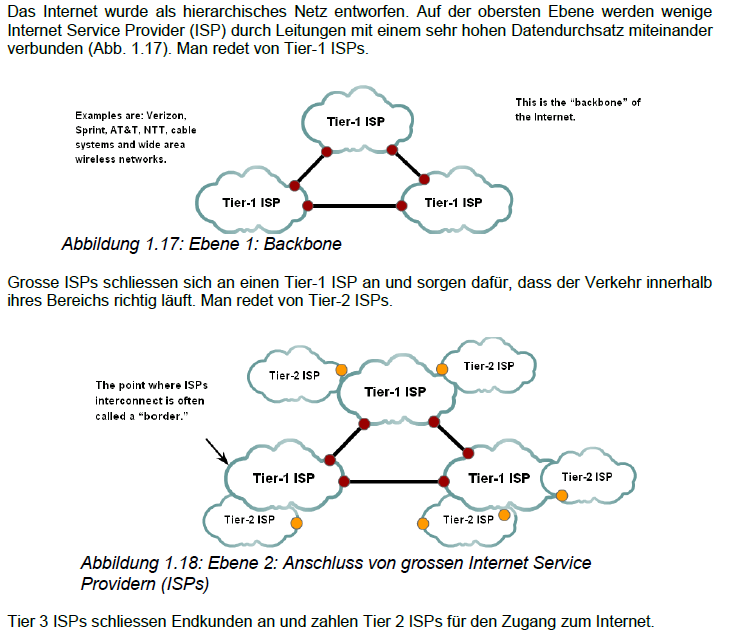 Das Internet wurde als hierarchisches Netz entworfen. Auf der obersten Ebene werden wenige
Internet Service Provider (ISP) durch Leitungen mit einem sehr hohen Datendurchsatz miteinander
verbunden (Abb. 1.17). Man redet von Tier-1 ISPs.
Examples are: Verizon,
Sprint, AT&T, NTT, cable
systems and wide area
wireless networks.
Tier-1 ISP
This is the “backbone” of
the Internet.
Tier-1 ISP
Tier-1 ISP
Abbildung 1.17: Ebene 1: Backbone
Grosse ISPs schliessen sich an einen Tier-1 ISP an und sorgen dafür, dass der Verkehr innerhalb
ihres Bereichs richtig läuft. Man redet von Tier-2 ISPs.
The point where ISPs
interconnect is often
called a “border.”
Tier-2 ISP
Tier-1 ISP
Tier-2 ISP
Tier-1 ISP
Tier-1 ISP
Tier-2 ISP
Tier-2 ISP
Tier-2 ISP
Abbildung 1.18: Ebene 2: Anschluss von grossen Internet Service
Providern (ISPs)
Tier 3 ISPs schliessen Endkunden an und zahlen Tier 2 ISPs für den Zugang zum Internet.